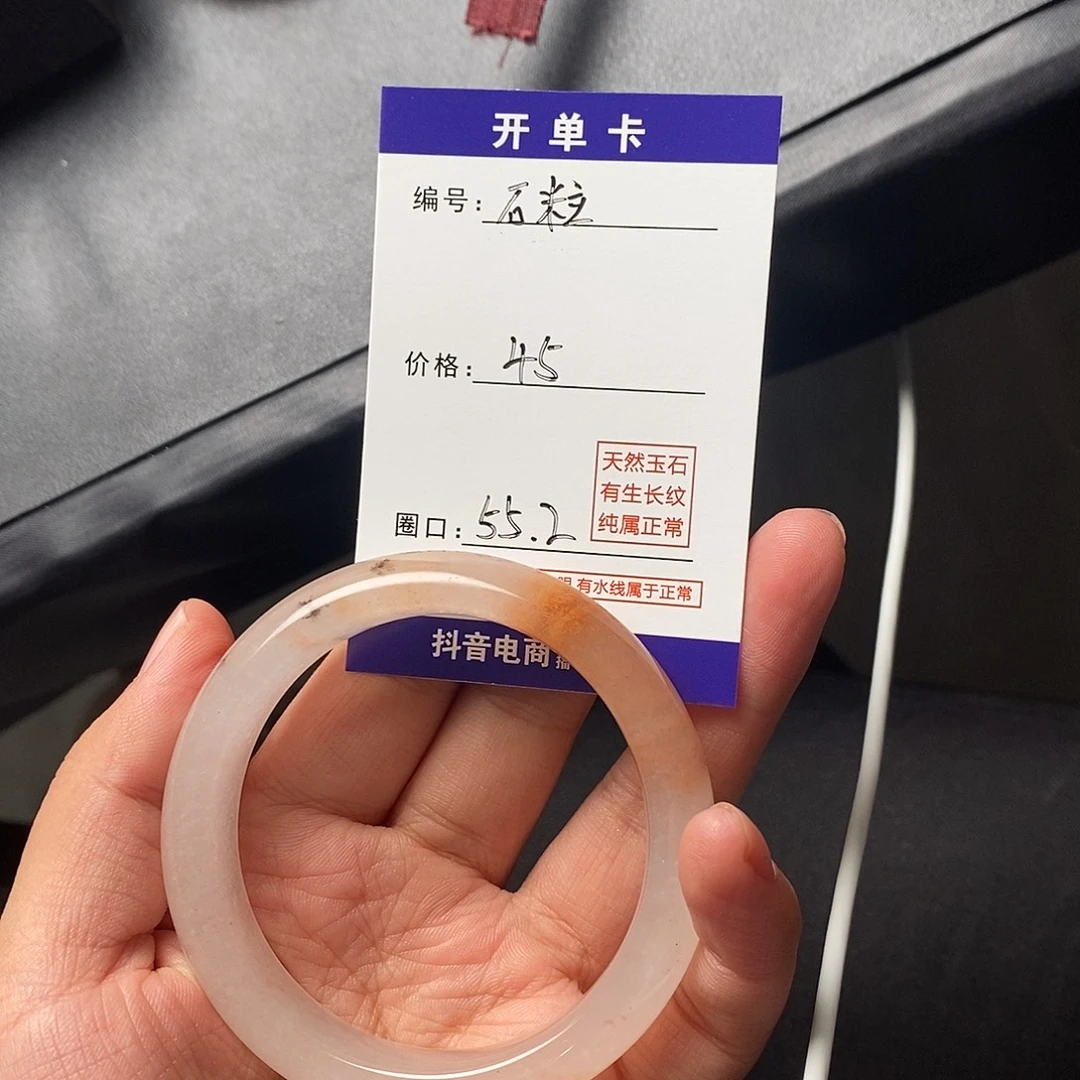 开单卡
编号：石粒
价格：45
天然玉石
有生长纹
纯属正常
圈口：55.2
有水线属于正常
抖音电商